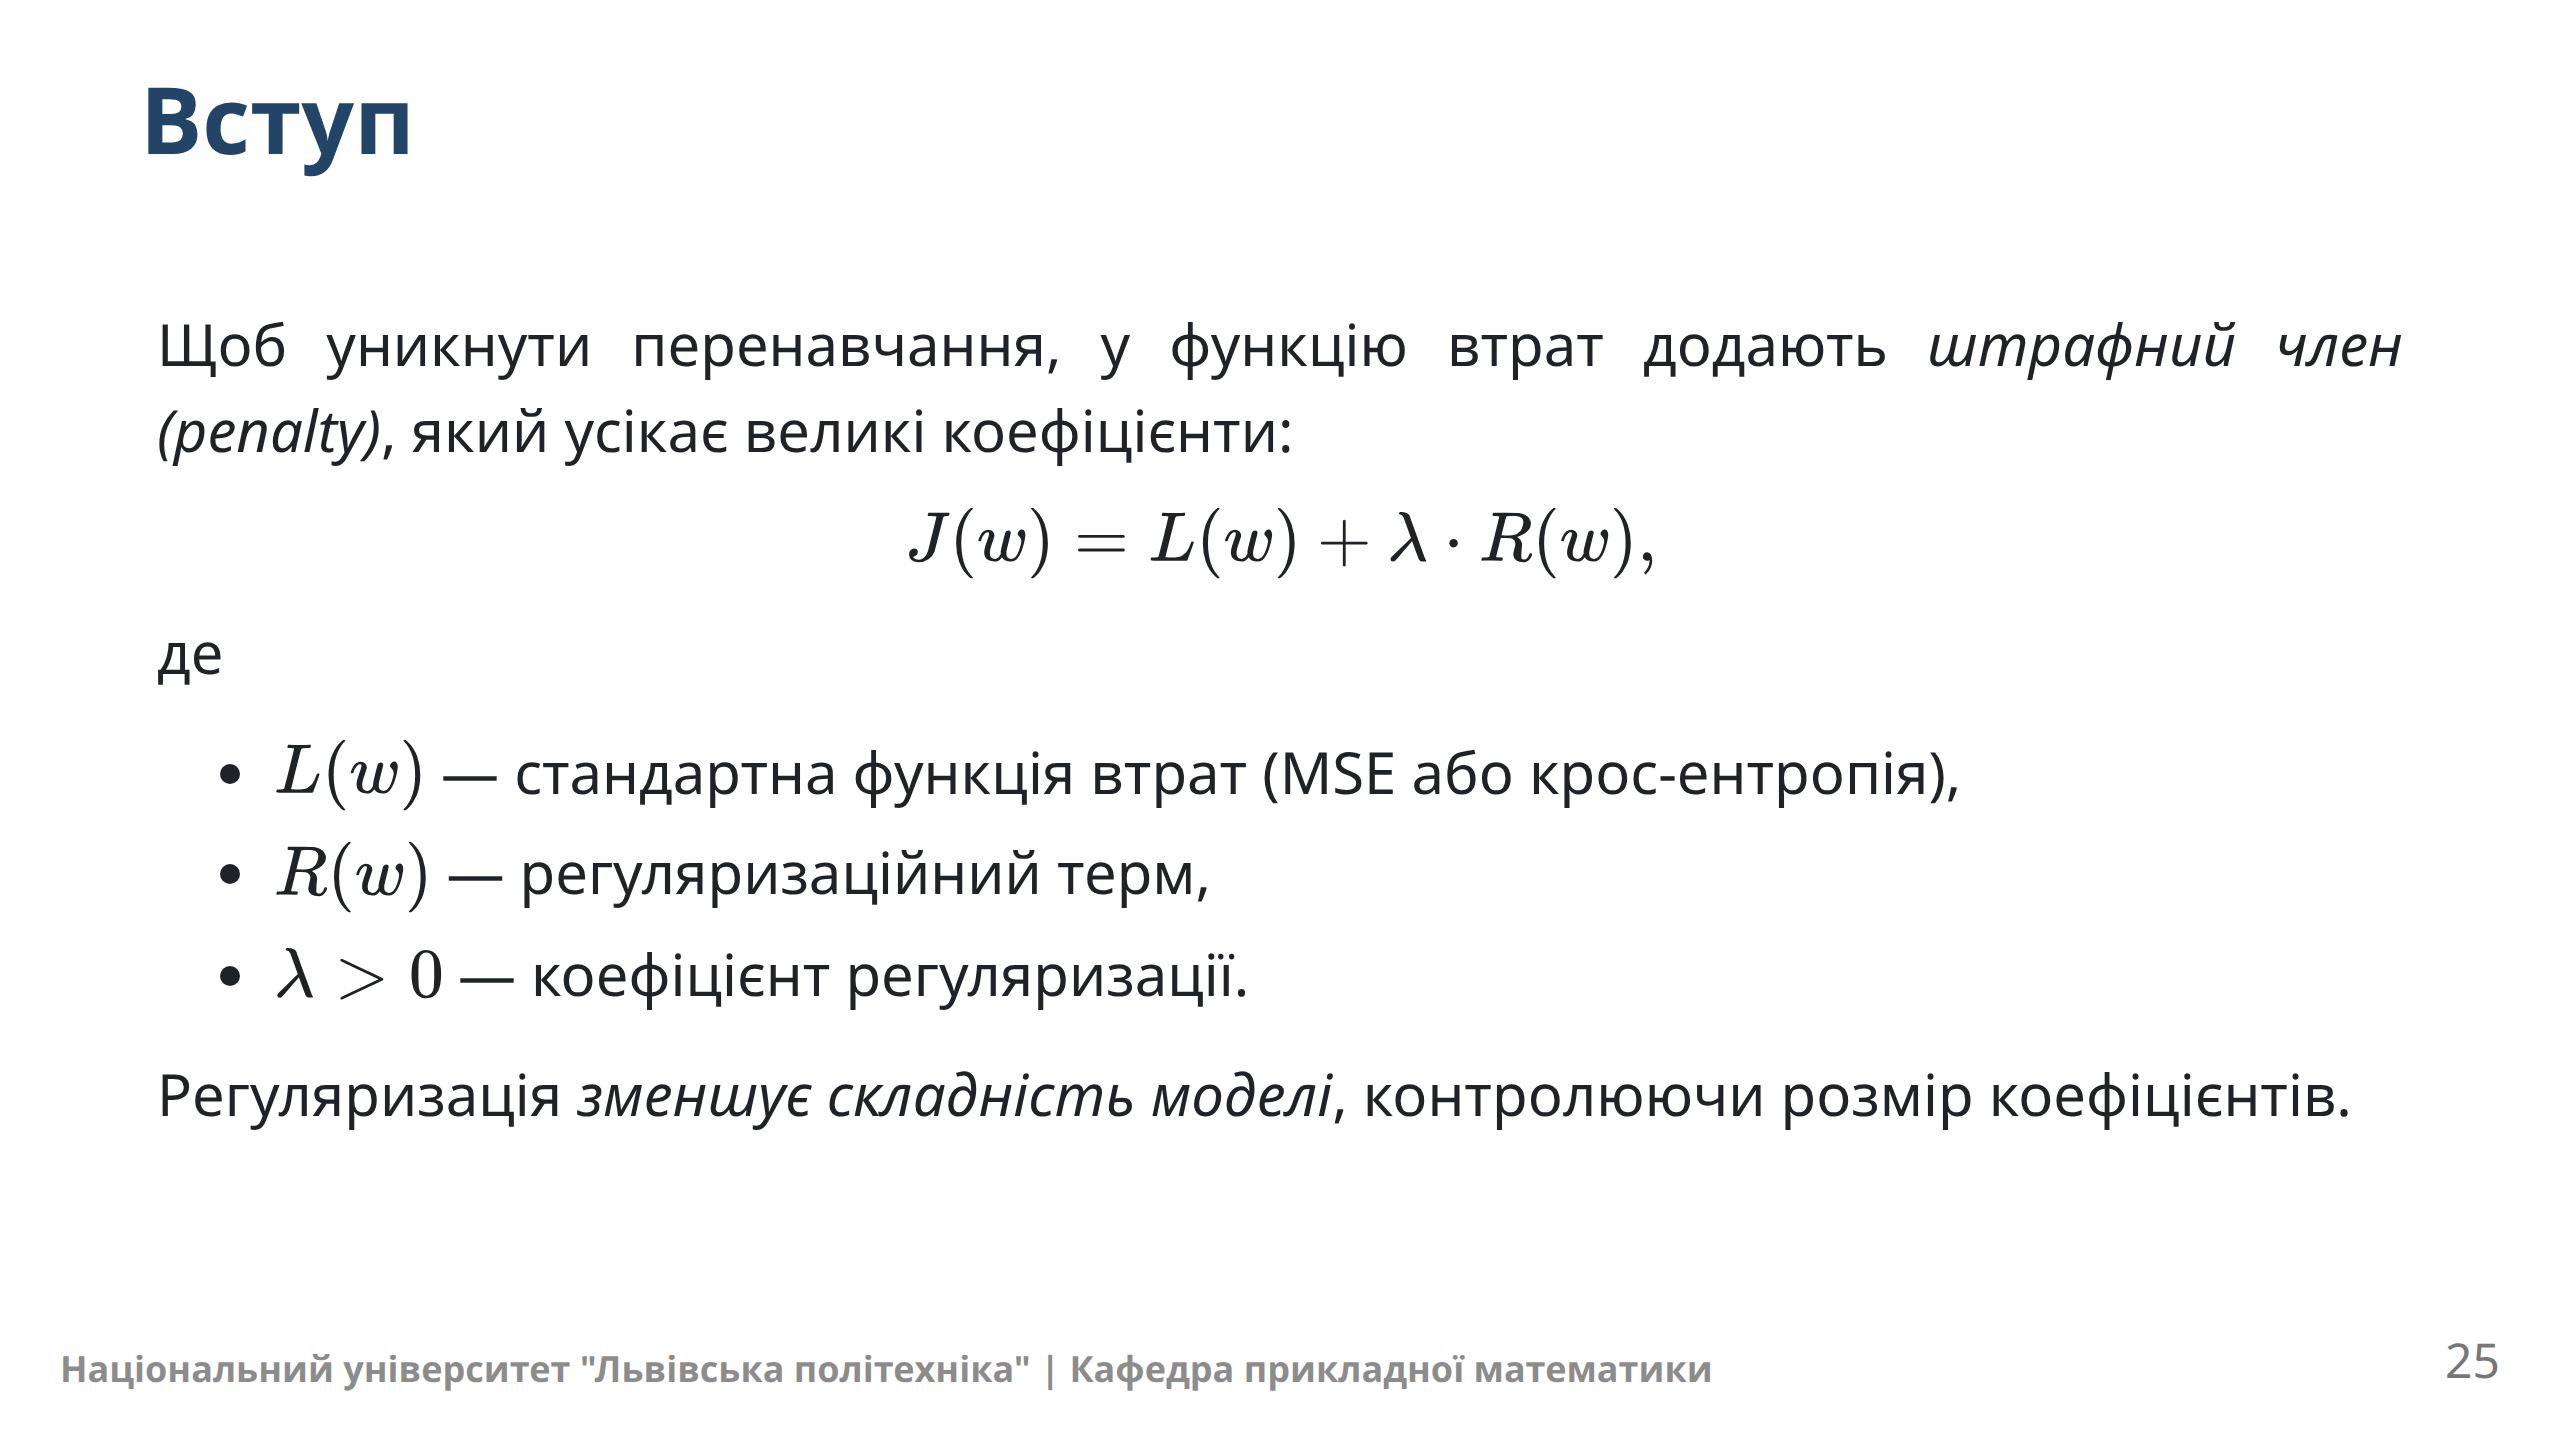 Вступ
Щоб уникнути перенавчання, у функцію втрат додають штрафний член
(penalty), який усікає великі коефіцієнти:
J(w) = L(w) + λ · R(w),
де
• L(w) — стандартна функція втрат (MSE або крос-ентропія),
• R(w) — регуляризаційний терм,
• λ > 0 — коефіцієнт регуляризації.
Регуляризація зменшує складність моделі, контролюючи розмір коефіцієнтів.
Національний університет "Львівська політехніка" | Кафедра прикладної математики
25